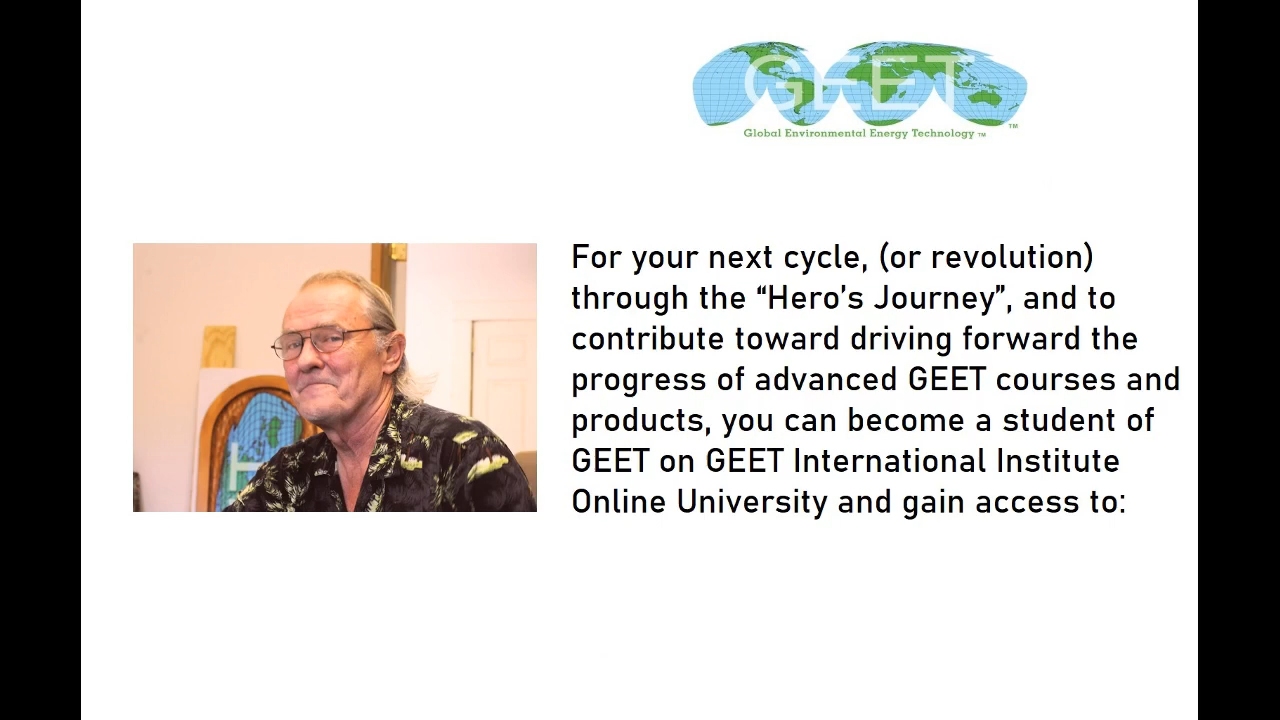 GEET
TM
Global Environmental Energy Technology TM
For your next cycle, (or revolution)
through the “Hero’s Journey”, and to
contribute toward driving forward the
progress of advanced GEET courses and
products, you can become a student of
GEET on GEET International Institute
Online University and gain access to: